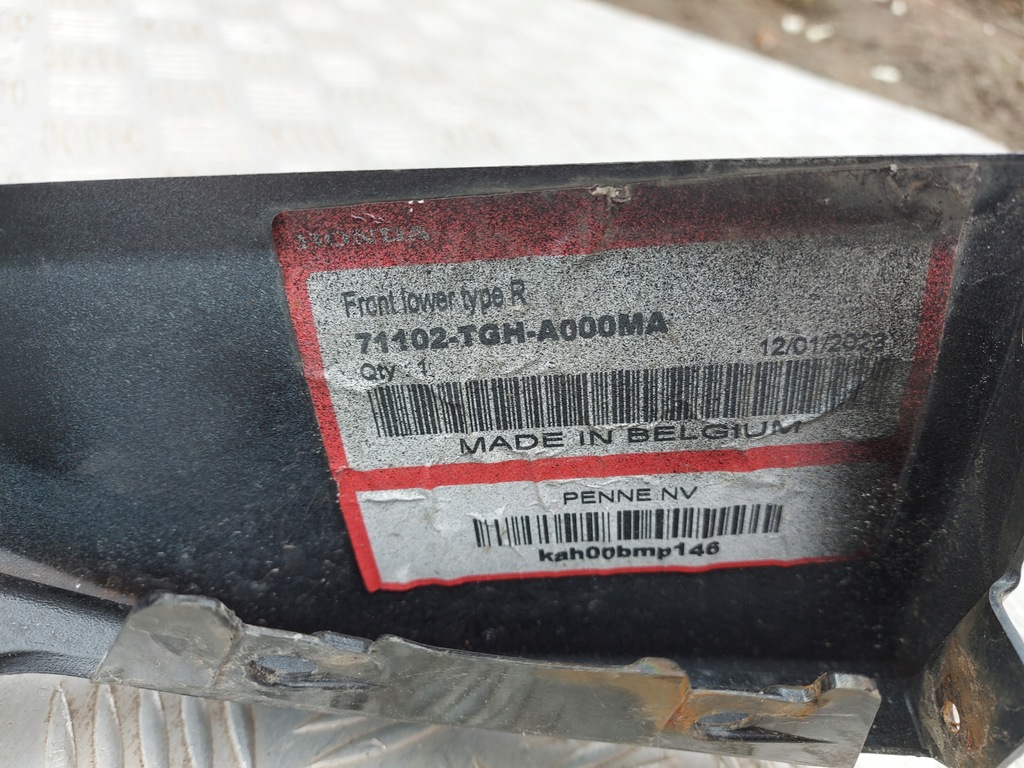 HONDA
Front lower type R
71102-TGH-A000MA
Qty 1
12/01/2023
MADE IN BELGIUM
PENNE NV
kah00bmp146